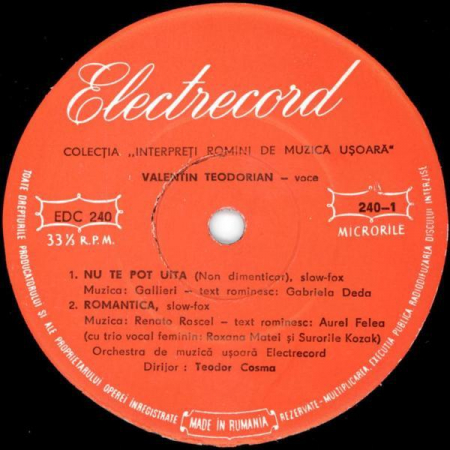 Electrecord
COLECȚIA „INTERPREȚI ROMÎNI DE MUZICĂ UȘOARĂ"
VALENTIN TEODORIAN – voce
EDC 240
33⅓ R.P.M.
240-1
MICRORILE
1. NU TE POT UITA (Non dimenticar), slow-fox
Muzica: Gallieri - text romînesc: Gabriela Deda
2. ROMANTICA, slow-fox
Muzica: Renato Rascel – text romînesc: Aurel Felea
(cu trio vocal feminin: Roxana Matei și Surorile Kozak)
Orchestra de muzică ușoară Electrecord
Dirijor : Teodor Cosma
TOATE DREPTURILE PRODUCATORULUI ȘI ALE PROPRIETARULUI OPEREI ÎNREGISTRATE
MADE ÎN RUMANIA
REZERVATE-MULTIPLICAREA, EXECUȚIA PUBLICA RADIODIFUZAREA DISCULUI INTERZISE